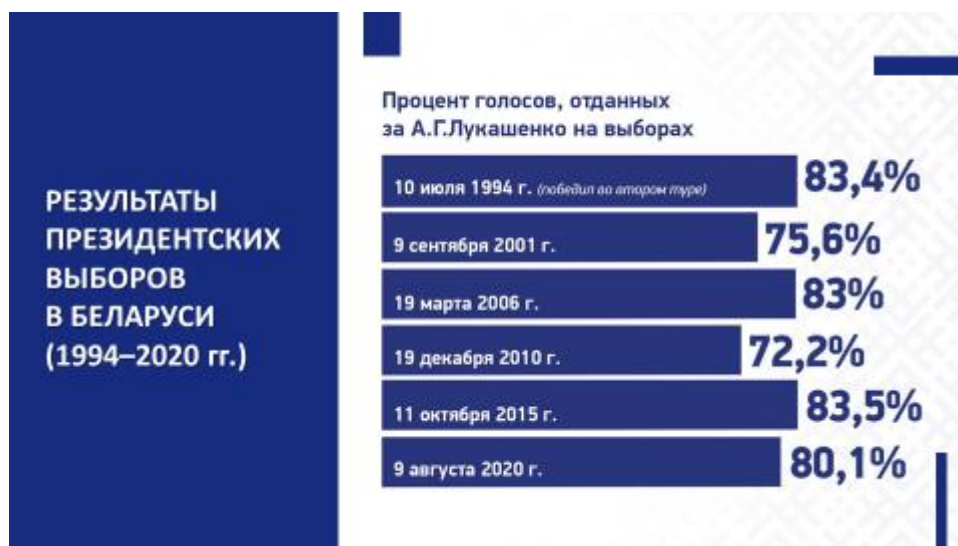 РЕЗУЛЬТАТЫ
ПРЕЗИДЕНТСКИХ
ВЫБОРОВ
В БЕЛАРУСИ
(1994–2020 гг.)
Процент голосов, отданных
за А.Г.Лукашенко на выборах
10 июля 1994 г. (победил во втором туре) 83,4%
9 сентября 2001 г. 75,6%
19 марта 2006 г. 83%
19 декабря 2010 г. 72,2%
11 октября 2015 г. 83,5%
9 августа 2020 г. 80,1%